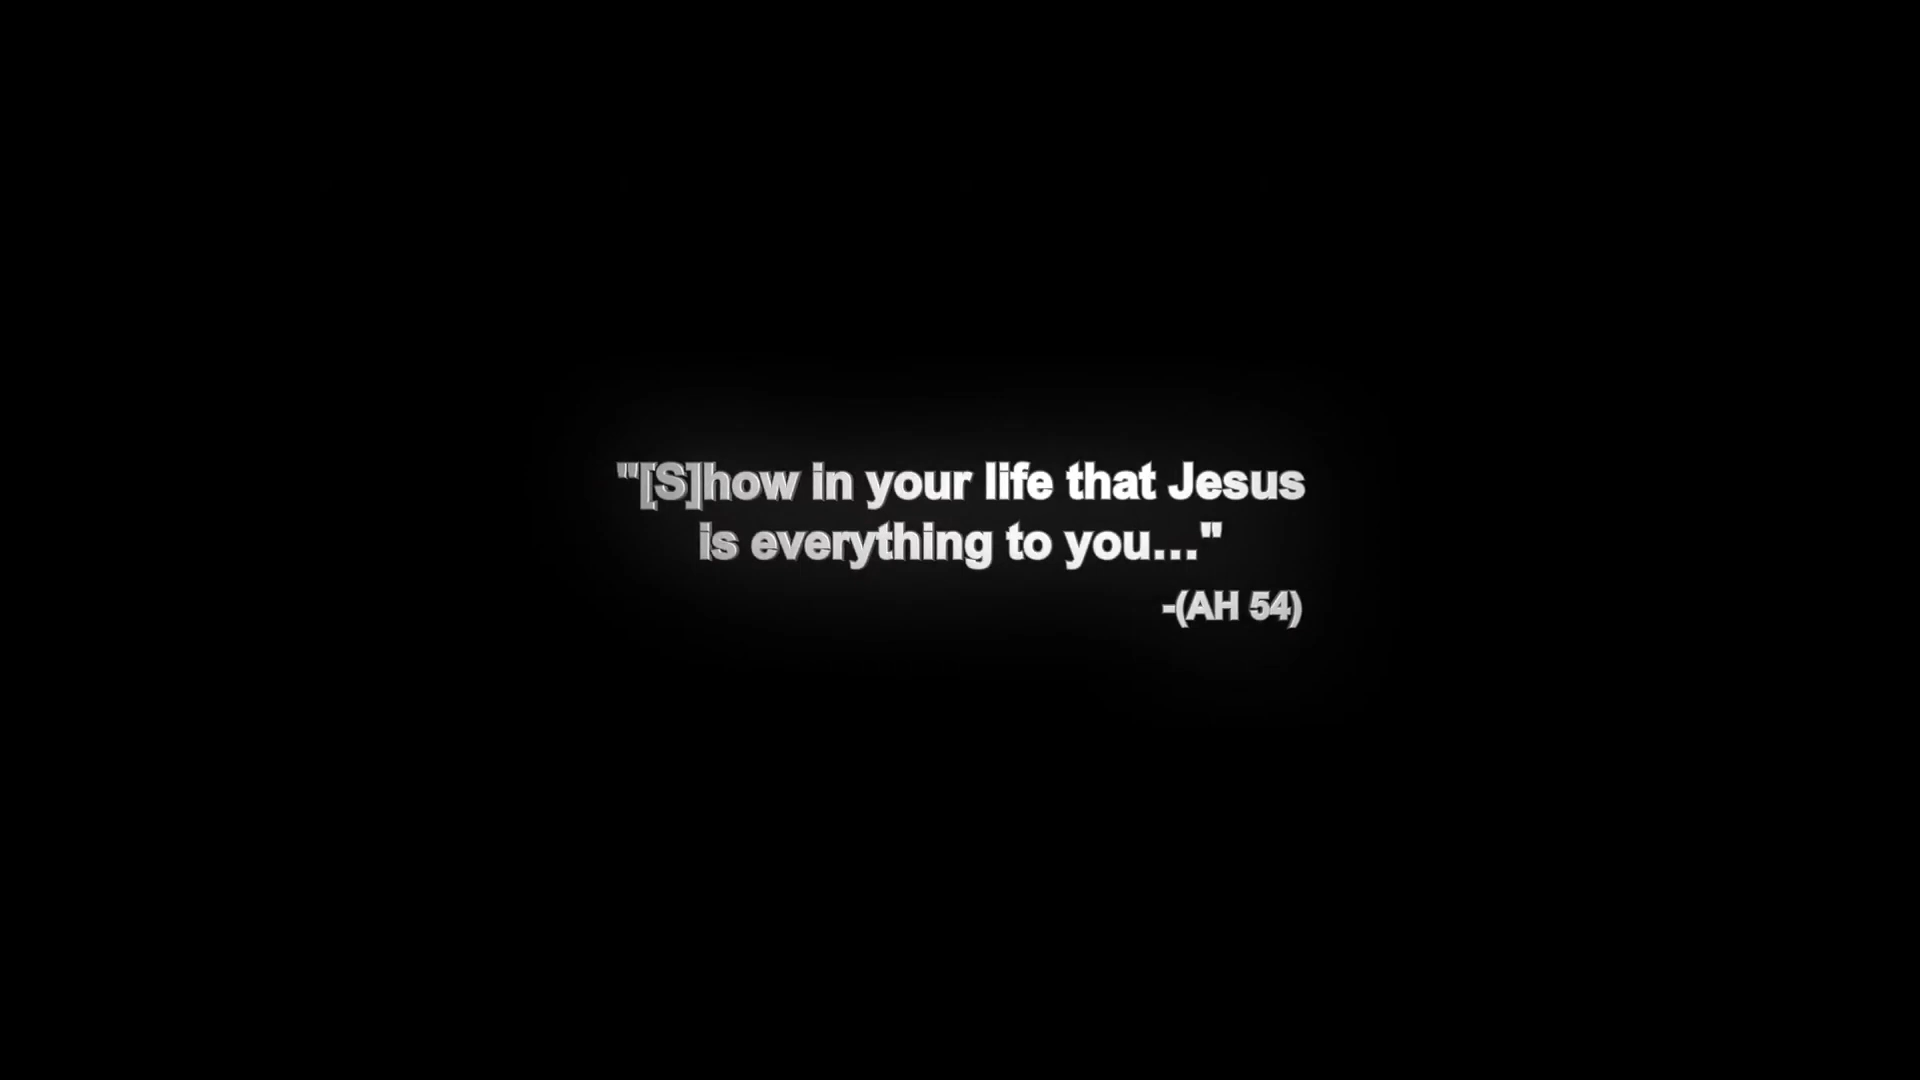 "[S]how in your life that Jesus
is everything to you..."
-(AH 54)